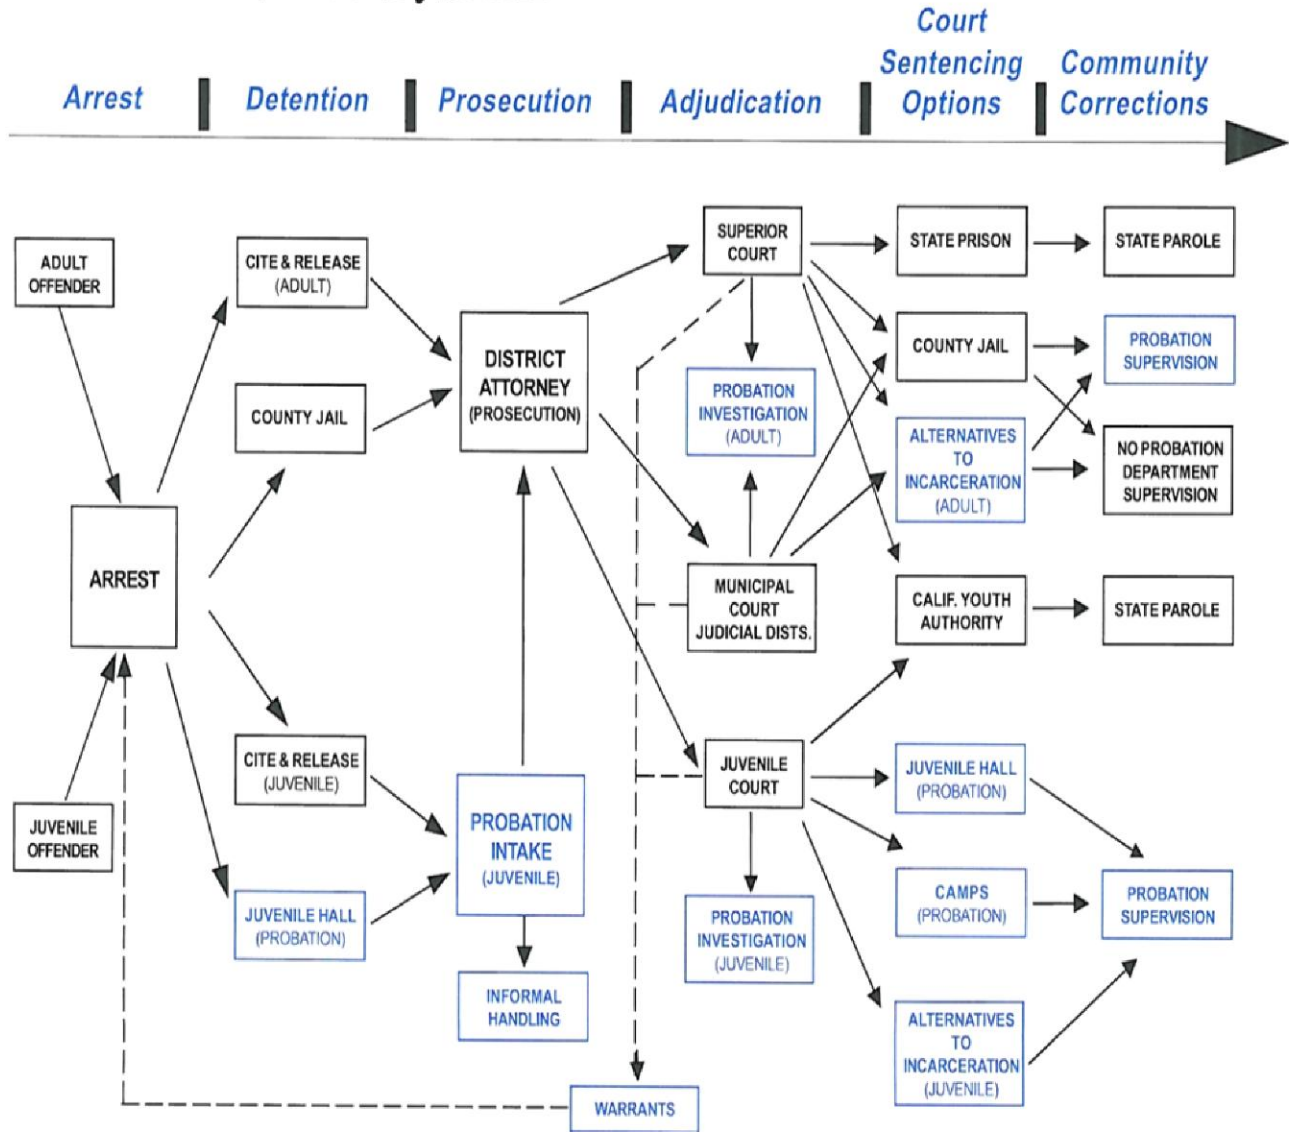 Arrest
Detention
Prosecution
Adjudication
Court
Sentencing
Options
Community
Corrections
ADULT
OFFENDER
ARREST
JUVENILE
OFFENDER
CITE & RELEASE
(ADULT)
COUNTY JAIL
CITE & RELEASE
(JUVENILE)
JUVENILE HALL
(PROBATION)
DISTRICT
ATTORNEY
(PROSECUTION)
PROBATION
INTAKE
(JUVENILE)
INFORMAL
HANDLING
WARRANTS
SUPERIOR
COURT
PROBATION
INVESTIGATION
(ADULT)
MUNICIPAL
COURT
JUDICIAL DISTS.
JUVENILE
COURT
PROBATION
INVESTIGATION
(JUVENILE)
STATE PRISON
COUNTY JAIL
ALTERNATIVES
TO
INCARCERATION
(ADULT)
CALIF. YOUTH
AUTHORITY
JUVENILE HALL
(PROBATION)
CAMPS
(PROBATION)
ALTERNATIVES
TO
INCARCERATION
(JUVENILE)
STATE PAROLE
PROBATION
SUPERVISION
NO PROBATION
DEPARTMENT
SUPERVISION
STATE PAROLE
PROBATION
SUPERVISION